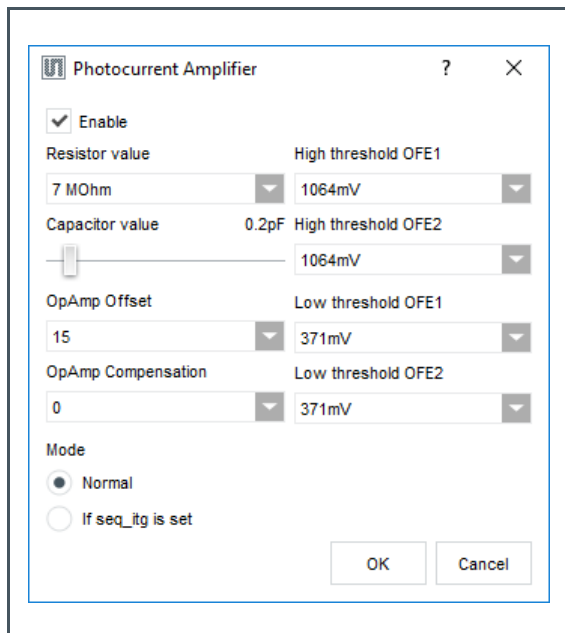 Photocurrent Amplifier ?
Enable
Resistor value High threshold OFE1
7 MOhm 1064mV
Capacitor value 0.2pF High threshold OFE2
1064mV
OpAmp Offset Low threshold OFE1
15 371mV
OpAmp Compensation Low threshold OFE2
0 371mV
Mode
Normal
If seq_itg is set
OK Cancel